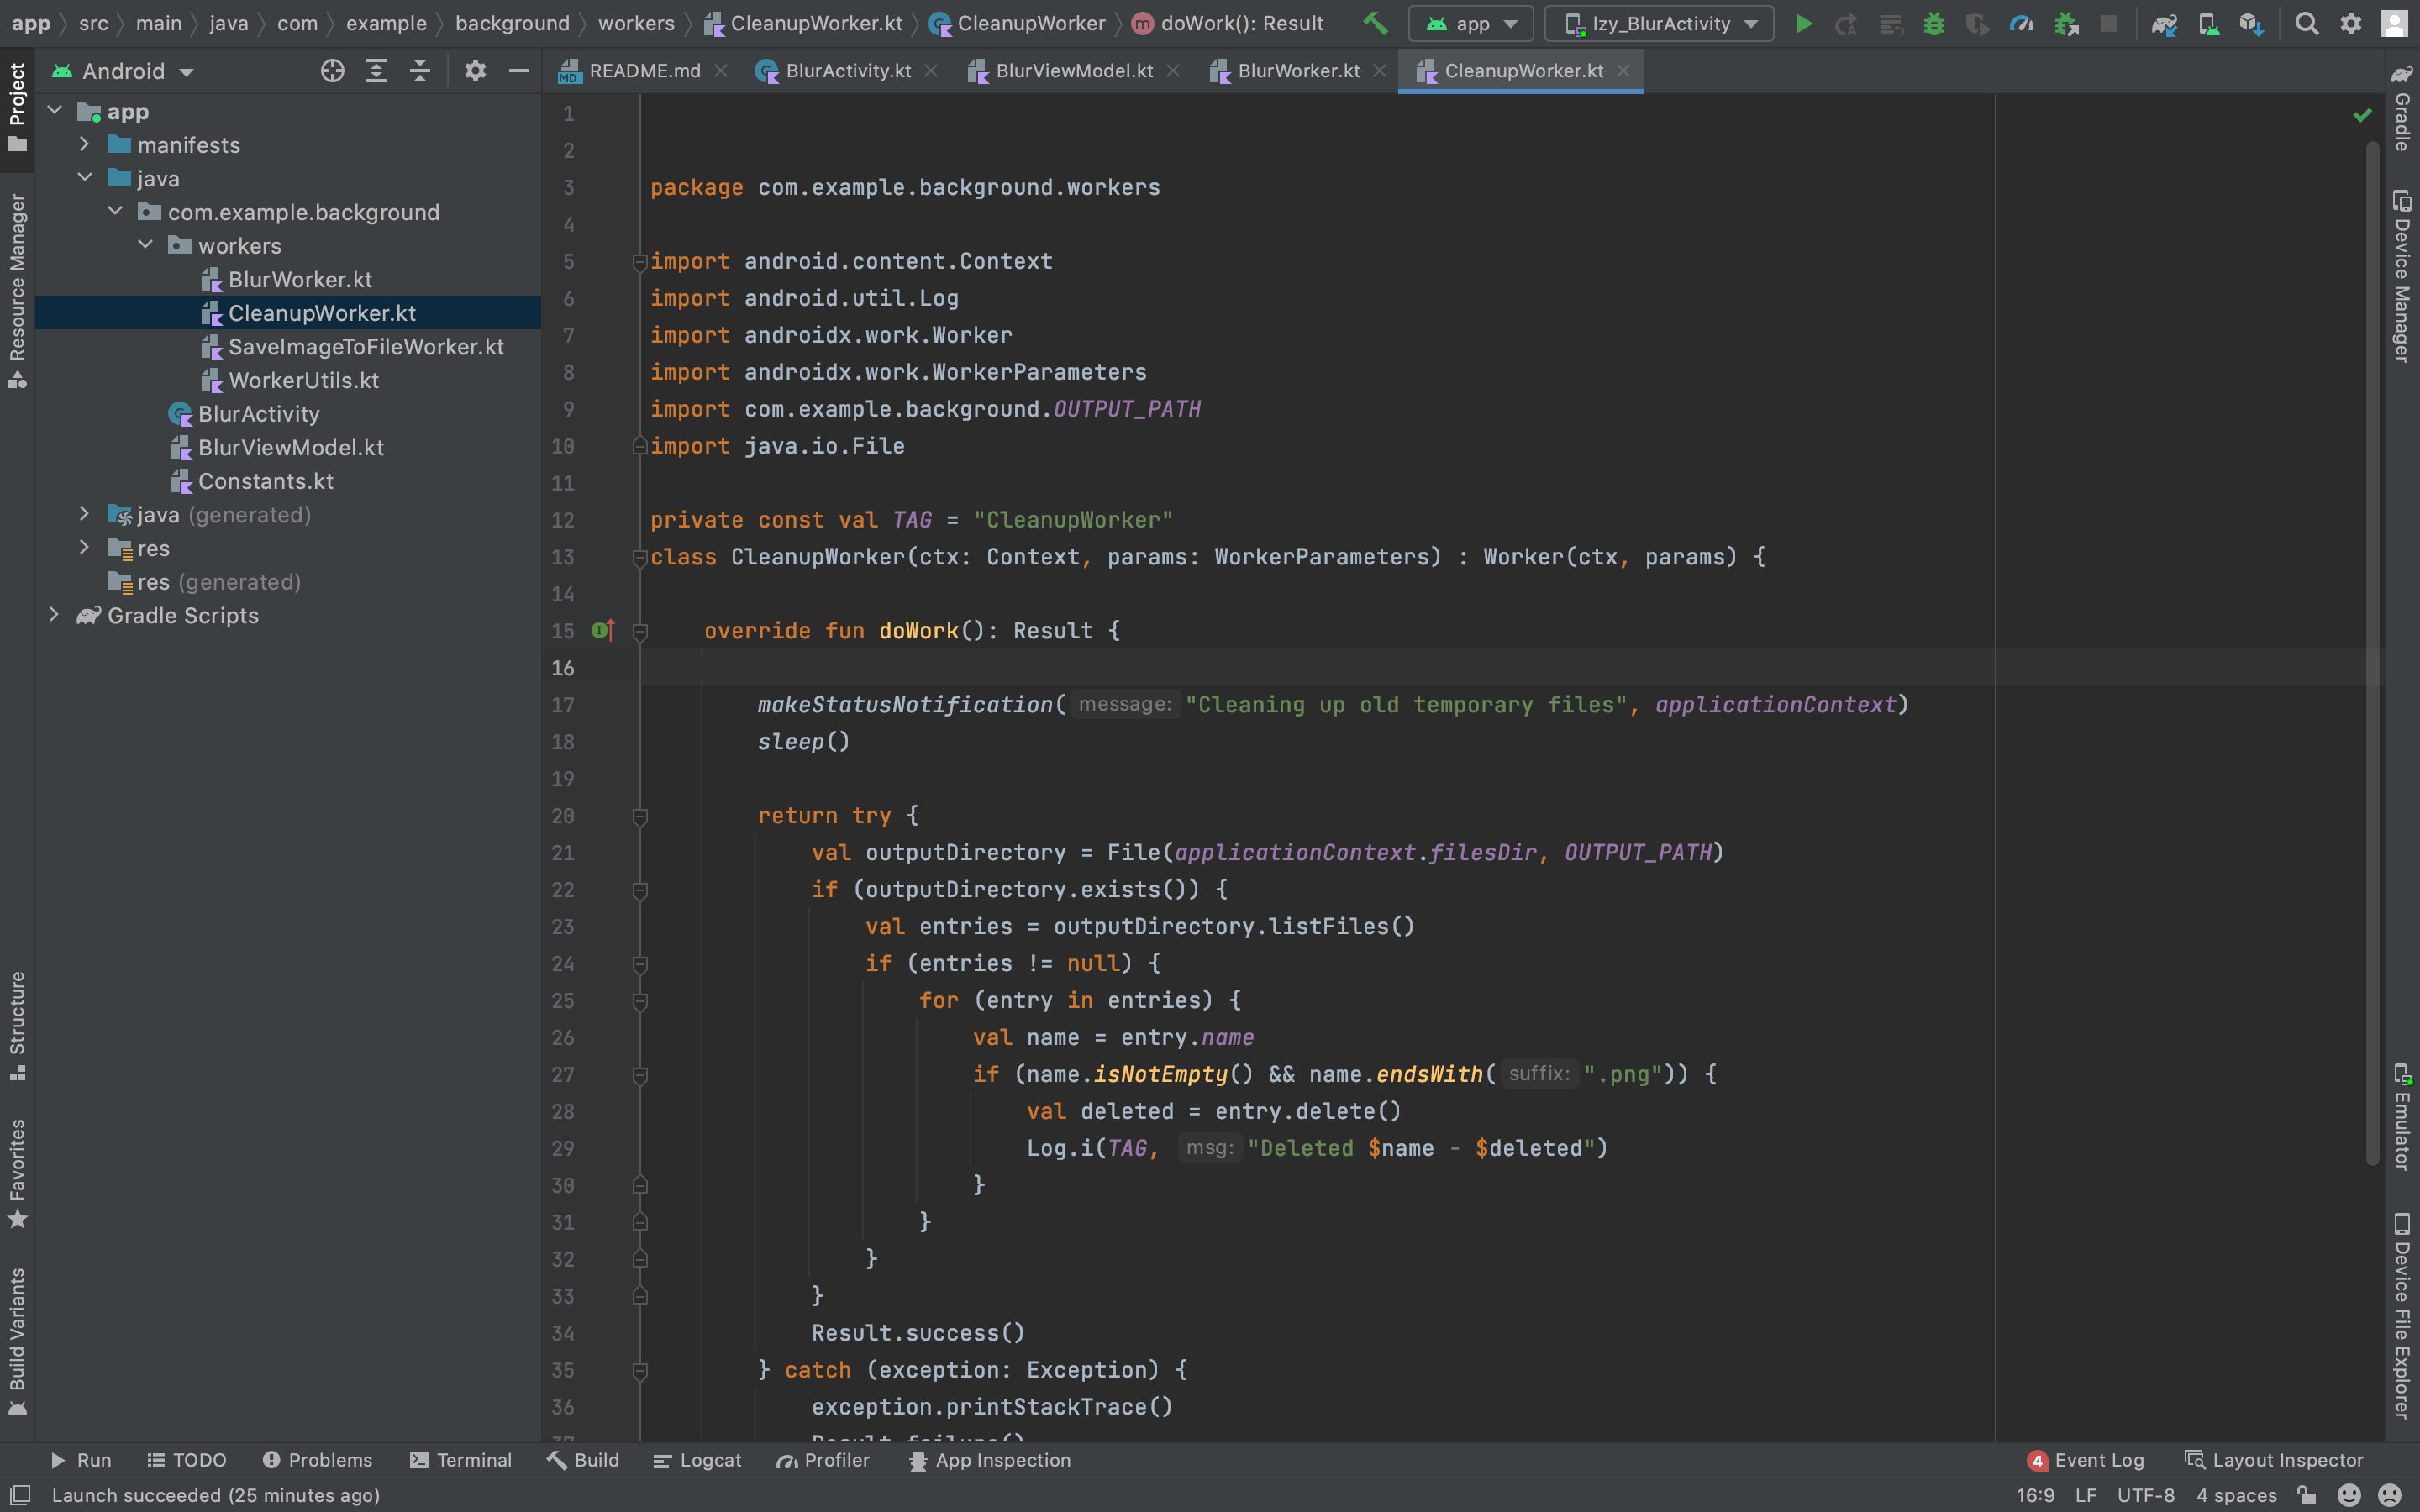 app src main java com example background workers CleanupWorker.kt CleanupWorker m doWork(): Result app Izy_BlurActivity
Project
Android
README.md BlurActivity.kt BlurViewModel.kt BlurWorker.kt CleanupWorker.kt
app
manifests
java
com.example.background
workers
BlurWorker.kt
CleanupWorker.kt
SaveImageToFileWorker.kt
WorkerUtils.kt
BlurActivity
BlurViewModel.kt
Constants.kt
java (generated)
res
res (generated)
Gradle Scripts
Resource Manager
Structure
Favorites
Build Variants
1
2
3 package com.example.background.workers
4
5 import android.content.Context
6 import android.util.Log
7 import androidx.work.Worker
8 import androidx.work.WorkerParameters
9 import com.example.background.OUTPUT_PATH
10 import java.io.File
11
12 private const val TAG = "CleanupWorker"
13 class CleanupWorker(ctx: Context, params: WorkerParameters) : Worker(ctx, params) {
14
15 override fun doWork(): Result {
16
17 makeStatusNotification( message: "Cleaning up old temporary files", applicationContext)
18 sleep()
19
20 return try {
21 val outputDirectory = File(applicationContext.filesDir, OUTPUT_PATH)
22 if (outputDirectory.exists()) {
23 val entries = outputDirectory.listFiles()
24 if (entries != null) {
25 for (entry in entries) {
26 val name = entry.name
27 if (name.isNotEmpty() && name.endsWith( suffix: ".png")) {
28 val deleted = entry.delete()
29 Log.i(TAG, msg: "Deleted $name - $deleted")
30 }
31 }
32 }
33 }
34 Result.success()
35 } catch (exception: Exception) {
36 exception.printStackTrace()
37 Result.failure()
Gradle
Device Manager
Emulator
Device File Explorer
Run TODO Problems Terminal Build Logcat Profiler App Inspection 4 Event Log Layout Inspector
Launch succeeded (25 minutes ago) 16:9 LF UTF-8 4 spaces